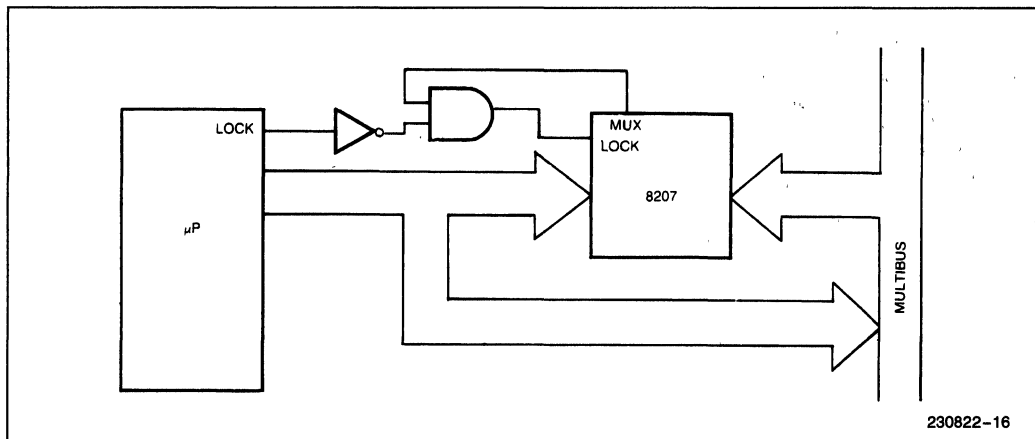 LOCK
MUX
LOCK
8207
μP
MULTIBUS
230822-16